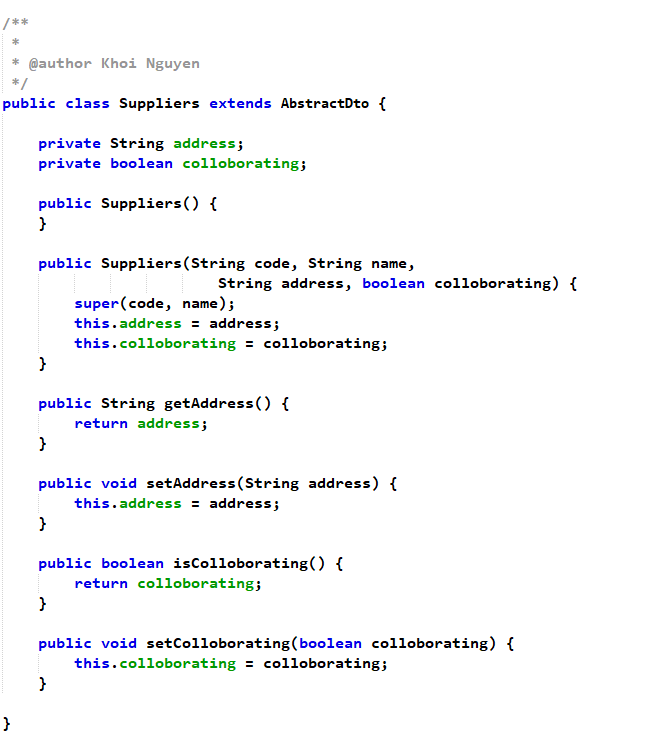 /**
 *
 * @author Khoi Nguyen
 */
public class Suppliers extends AbstractDto {

    private String address;
    private boolean colloborating;

    public Suppliers() {
    }

    public Suppliers(String code, String name,
                        String address, boolean colloborating) {
        super(code, name);
        this.address = address;
        this.colloborating = colloborating;
    }

    public String getAddress() {
        return address;
    }

    public void setAddress(String address) {
        this.address = address;
    }

    public boolean isColloborating() {
        return colloborating;
    }

    public void setColloborating(boolean colloborating) {
        this.colloborating = colloborating;
    }

}